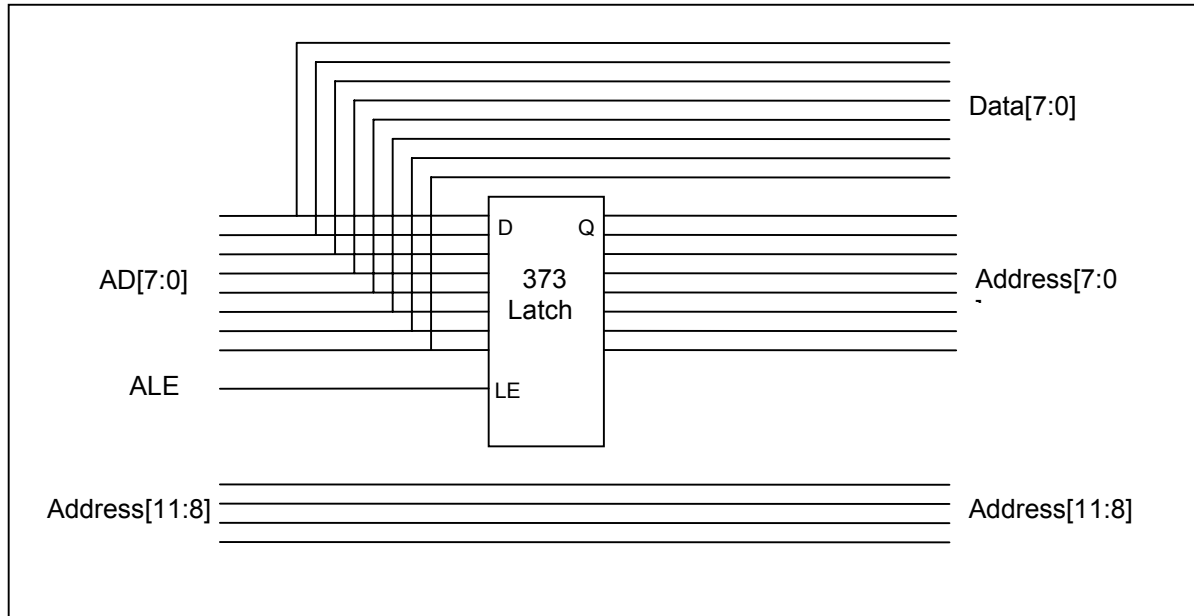 Data[7:0]
D
Q
AD[7:0]
373
Latch
Address[7:0
]
ALE
LE
Address[11:8]
Address[11:8]